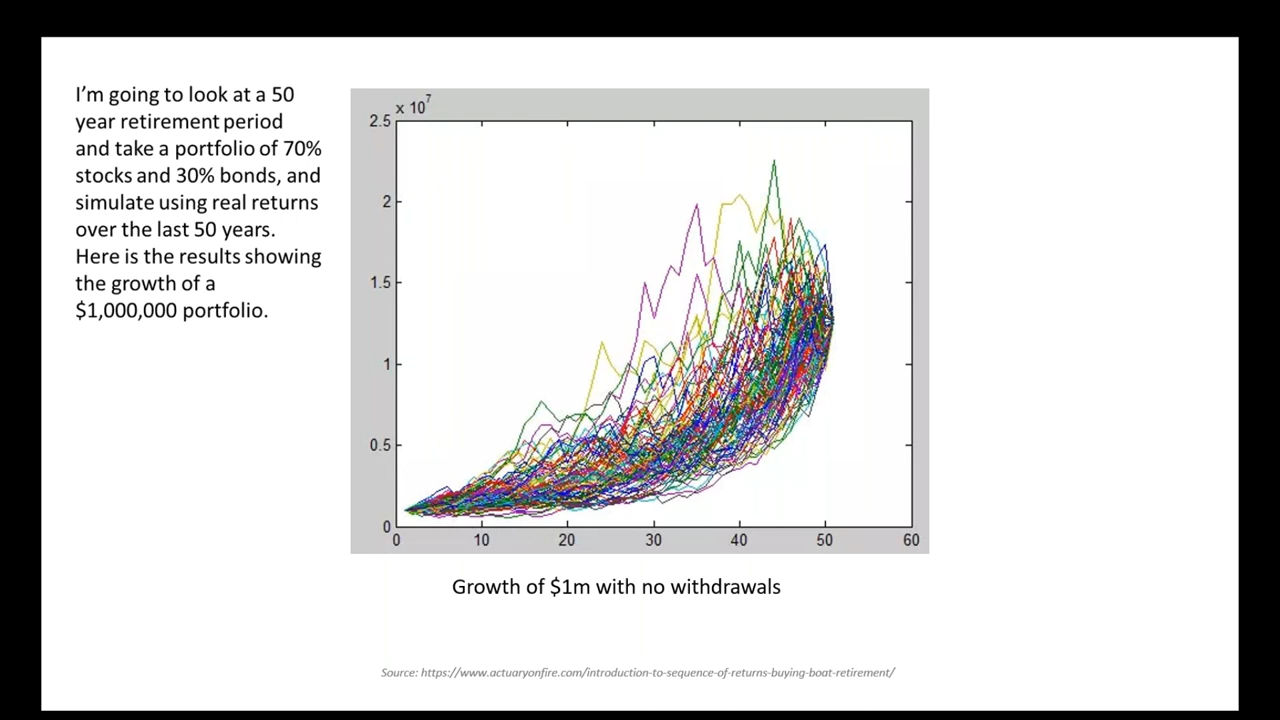 I'm going to look at a 50
year retirement period
and take a portfolio of 70%
stocks and 30% bonds, and
simulate using real returns
over the last 50 years.
Here is the results showing
the growth of a
$1,000,000 portfolio.
x 10^7
2.5
2
1.5
1
0.5
0
0 10 20 30 40 50 60
Growth of $1m with no withdrawals
Source: https://www.actuaryonfire.com/introduction-to-sequence-of-returns-buying-boat-retirement/